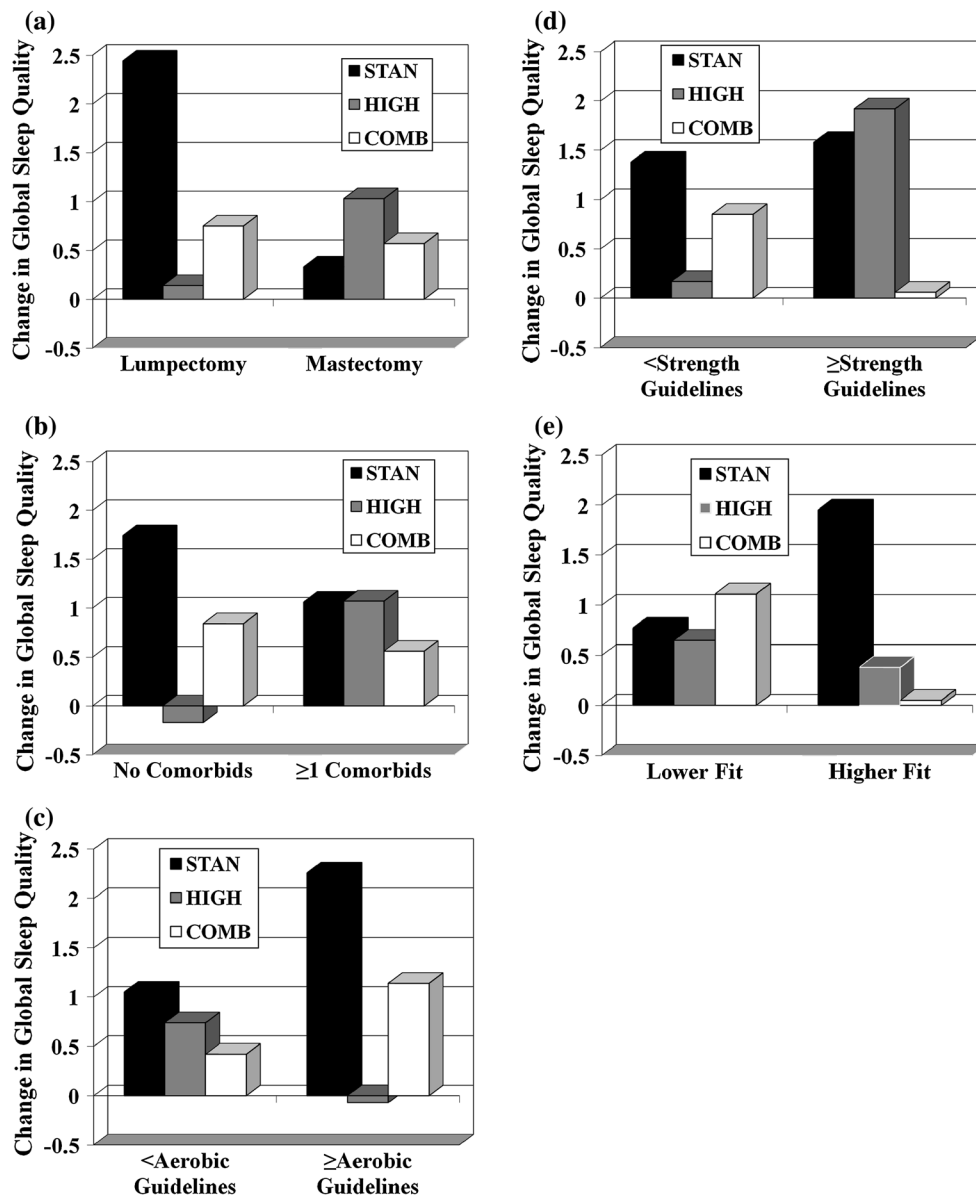 (a)
Change in Global Sleep Quality
2.5
2
1.5
1
0.5
0
-0.5
STAN
HIGH
COMB
Lumpectomy
Mastectomy
(b)
Change in Global Sleep Quality
2.5
2
1.5
1
0.5
0
-0.5
STAN
HIGH
COMB
No Comorbids
≥1 Comorbids
(c)
Change in Global Sleep Quality
2.5
2
1.5
1
0.5
0
-0.5
STAN
HIGH
COMB
<Aerobic
Guidelines
≥Aerobic
Guidelines
(d)
Change in Global Sleep Quality
2.5
2
1.5
1
0.5
0
-0.5
STAN
HIGH
COMB
<Strength
Guidelines
≥Strength
Guidelines
(e)
Change in Global Sleep Quality
2.5
2
1.5
1
0.5
0
-0.5
STAN
HIGH
COMB
Lower Fit
Higher Fit